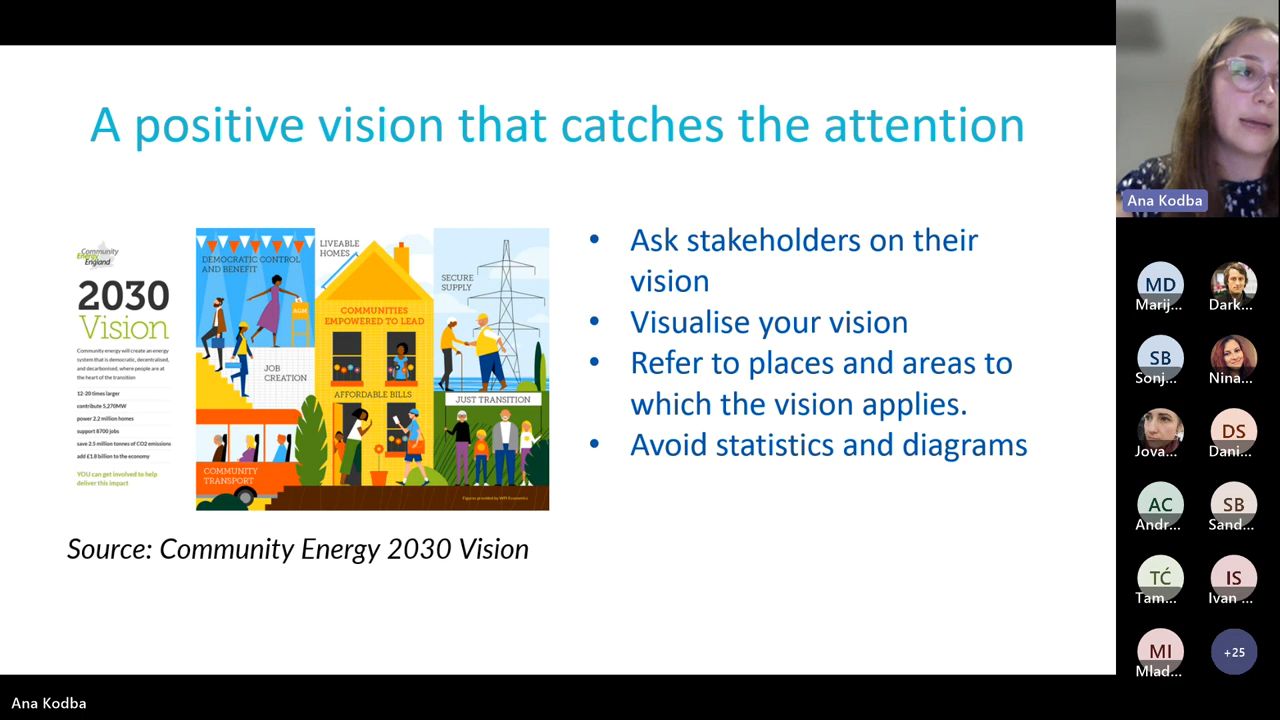 A positive vision that catches the attention
Community
Energy
England
2030
Vision
Community energy will create an energy
system that is democratic, decentralised,
and decarbonised, where people are at
the heart of the transition
12-20 times larger
contribute 5,270MW
power 2.2 million homes
support 8700 jobs
save 2.5 million tonnes of CO2 emissions
add £1.8 billion to the economy
YOU can get involved to help
deliver this impact
DEMOCRATIC CONTROL
AND BENEFIT
AGM
JOB
CREATION
COMMUNITY
TRANSPORT
LIVEABLE
HOMES
COMMUNITIES
EMPOWERED TO LEAD
AFFORDABLE BILLS
SECURE
SUPPLY
JUST TRANSITION
Figures provided by WPI Economics
Source: Community Energy 2030 Vision
• Ask stakeholders on their
vision
• Visualise your vision
• Refer to places and areas to
which the vision applies.
• Avoid statistics and diagrams
Ana Kodba
MD
Marij...
Dark...
SB
Sonj...
Nina...
Jova...
DS
Dani...
AC
Andr...
SB
Sand...
TĆ
Tam...
IS
Ivan ...
MI
Mlad...
+25
Ana Kodba